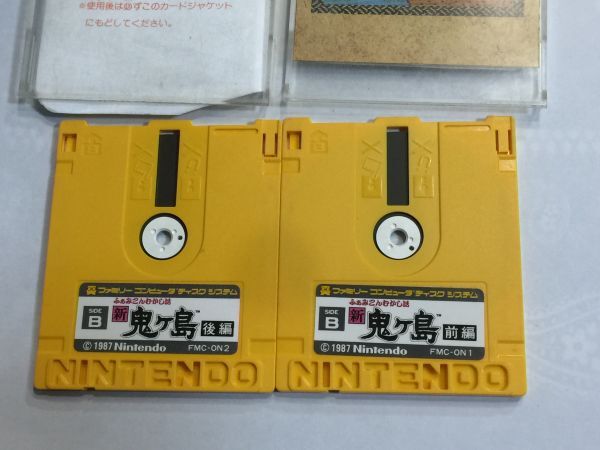 ※使用後は必ずこのカードジャケット
にもどしてください。
ファミリー コンピュータ ディスク システム
ふぁみこんむかし話
SIDE
B
新
鬼ヶ島™
後編
© 1987 Nintendo
FMC-ON2
NINTENDO
ファミリー コンピュータ ディスク システム
ふぁみこんむかし話
SIDE
B
新
鬼ヶ島™
前編
© 1987 Nintendo
FMC-ON1
NINTENDO